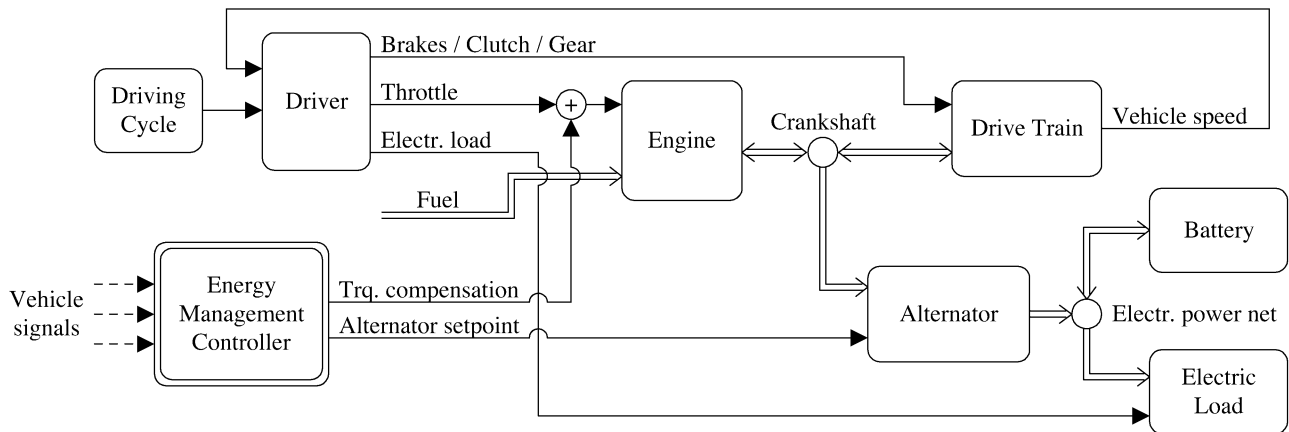 Brakes / Clutch / Gear
Driving
Cycle
Driver
Throttle
+
Electr. load
Fuel
Engine
Crankshaft
Drive Train
Vehicle speed
Battery
Vehicle
signals
Energy
Management
Controller
Trq. compensation
Alternator setpoint
Alternator
Electr. power net
Electric
Load